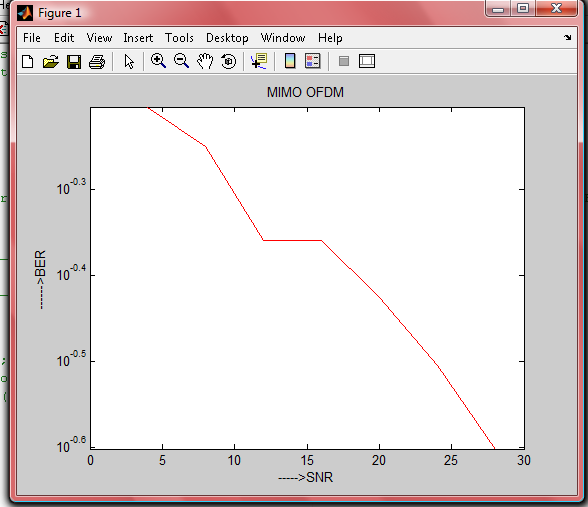 Figure 1
File Edit View Insert Tools Desktop Window Help
MIMO OFDM
10^-0.3
10^-0.4
10^-0.5
10^-0.6
------>BER
0 5 10 15 20 25 30
----->SNR